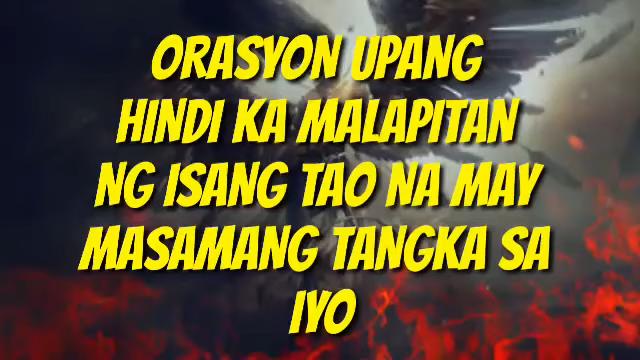 ORASYON UPANG
HINDI KA MALAPITAN
NG ISANG TAO NA MAY
MASAMANG TANGKA SA
IYO